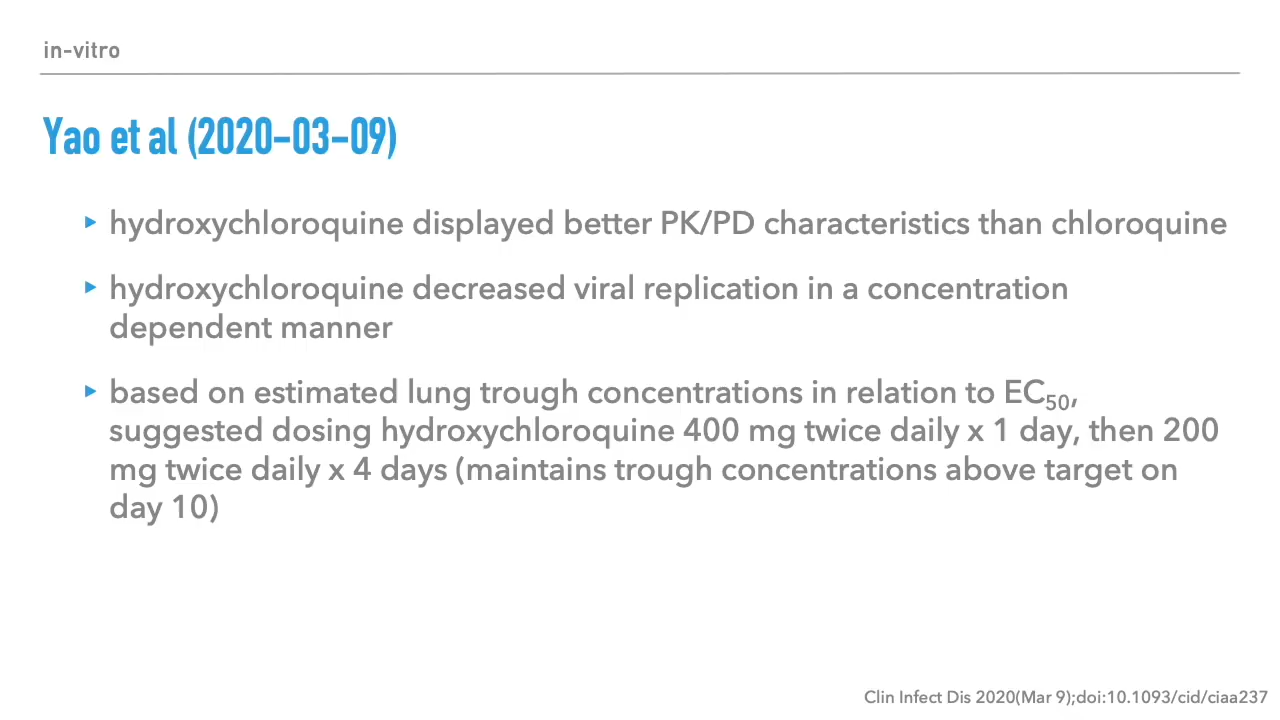 in-vitro
Yao et al (2020-03-09)
▸ hydroxychloroquine displayed better PK/PD characteristics than chloroquine
▸ hydroxychloroquine decreased viral replication in a concentration
dependent manner
▸ based on estimated lung trough concentrations in relation to EC50,
suggested dosing hydroxychloroquine 400 mg twice daily x 1 day, then 200
mg twice daily x 4 days (maintains trough concentrations above target on
day 10)
Clin Infect Dis 2020(Mar 9);doi:10.1093/cid/ciaa237